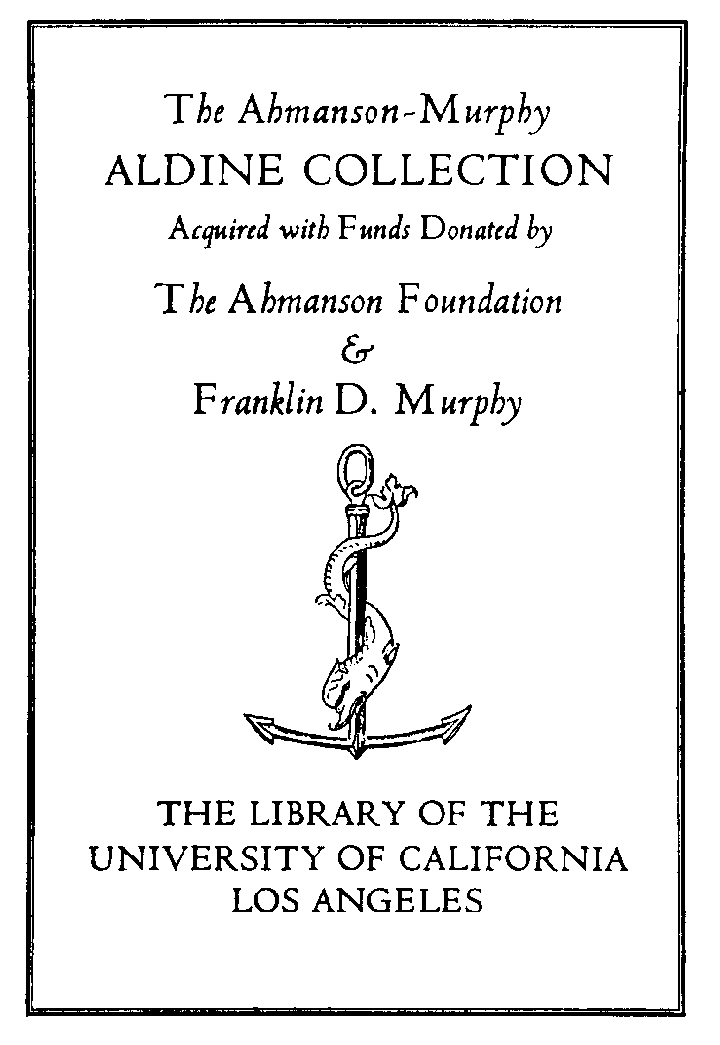 The Ahmanson-Murphy
ALDINE COLLECTION
Acquired with Funds Donated by
The Ahmanson Foundation
&
Franklin D. Murphy
THE LIBRARY OF THE
UNIVERSITY OF CALIFORNIA
LOS ANGELES